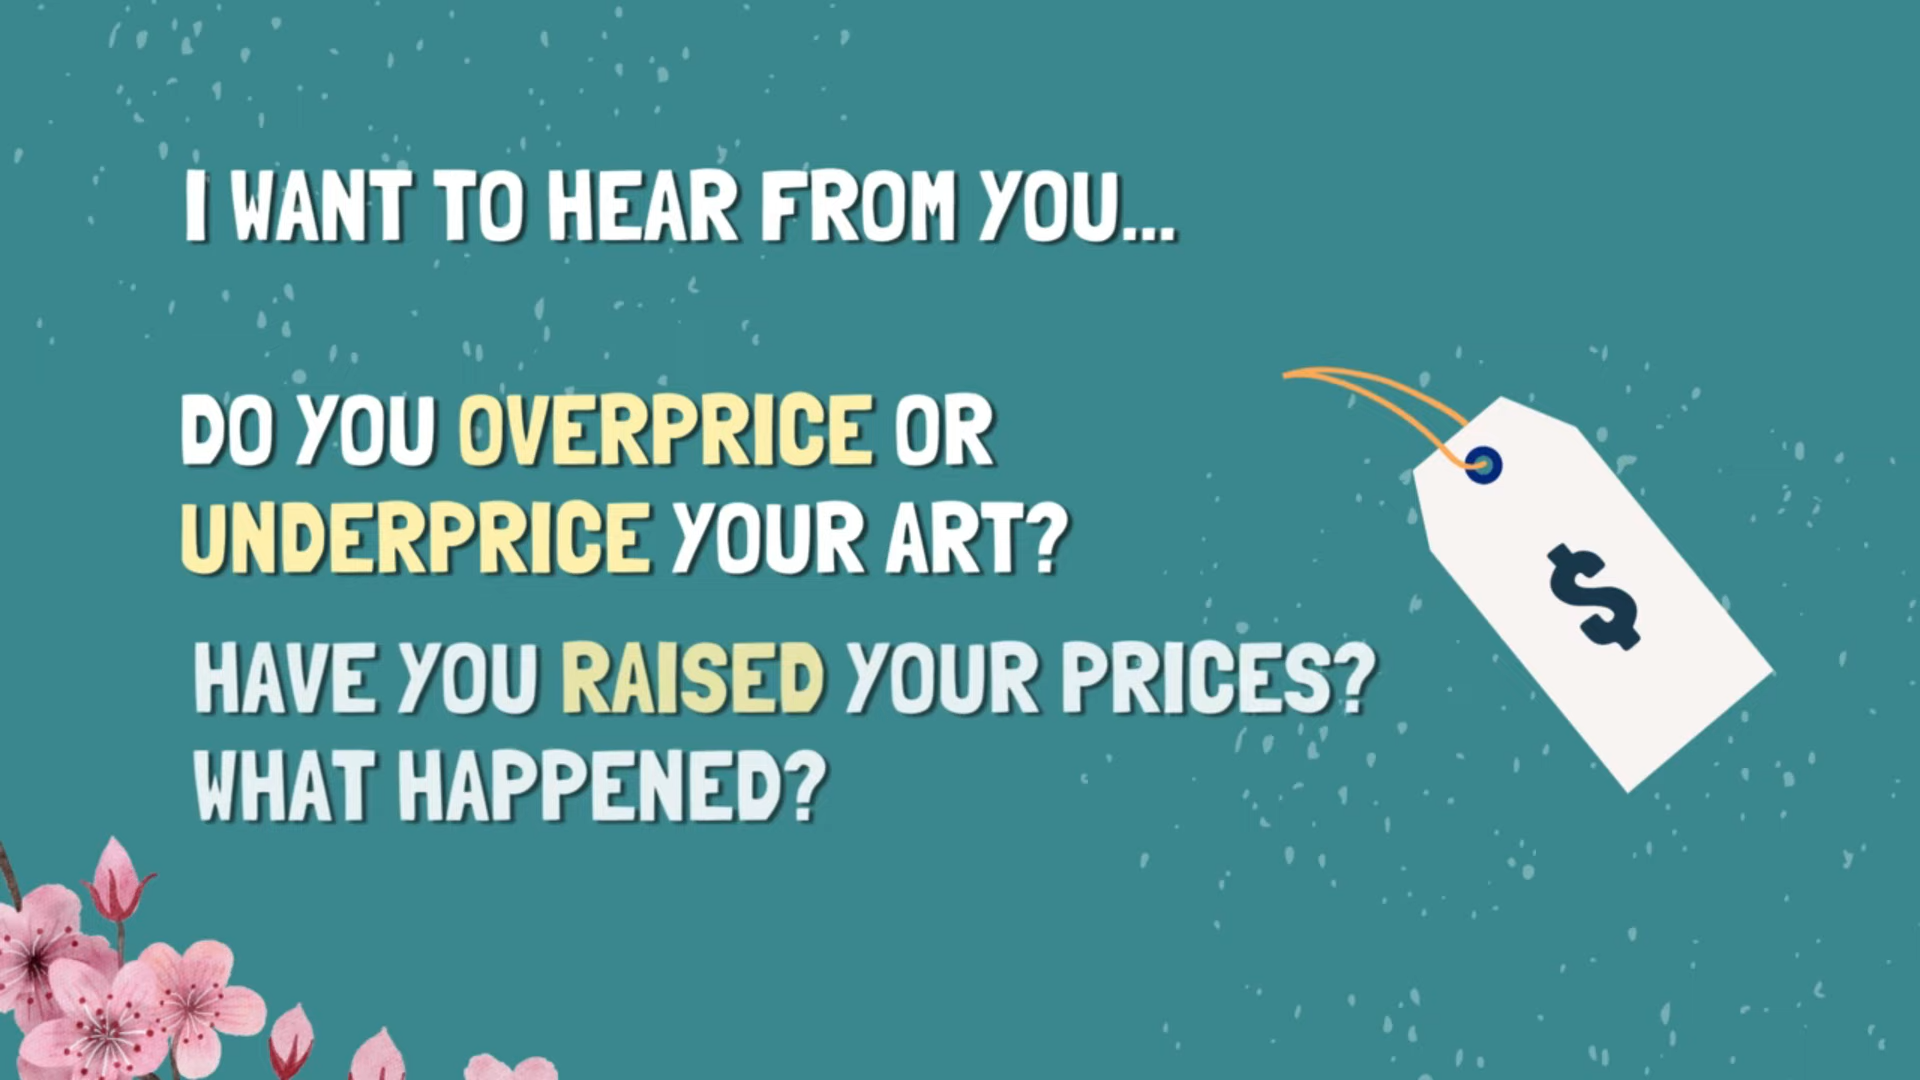 I WANT TO HEAR FROM YOU...
DO YOU OVERPRICE OR
UNDERPRICE YOUR ART?
HAVE YOU RAISED YOUR PRICES?
WHAT HAPPENED?
$